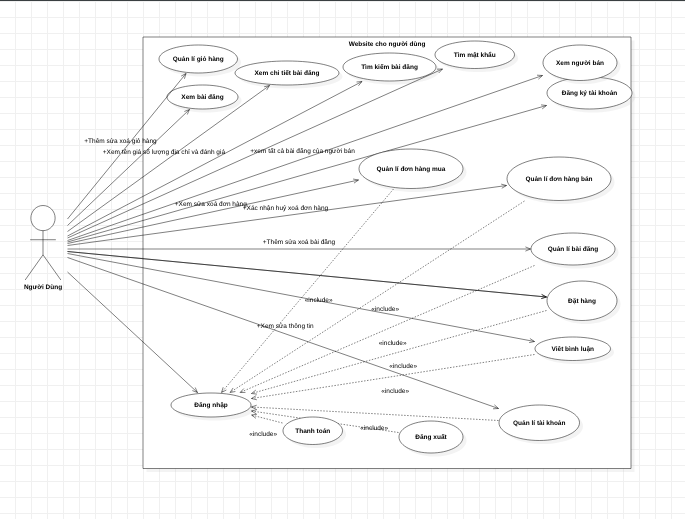 Website cho người dùng
Quản lí giỏ hàng
Tìm mật khẩu
Xem người bán
Tìm kiếm bài đăng
Xem chi tiết bài đăng
Đăng ký tài khoản
Xem bài đăng
+Thêm sửa xoá giỏ hàng
+Xem tên giá số lượng địa chỉ và đánh giá
+xem tất cả bài đăng của người bán
Quản lí đơn hàng mua
Quản lí đơn hàng bán
+Xem sửa xoá đơn hàng
+Xác nhận huỷ xoá đơn hàng
+Thêm sửa xoá bài đăng
Quản lí bài đăng
Người Dùng
«include»
Đặt hàng
«include»
+Xem sửa thông tin
«include»
Viết bình luận
«include»
«include»
Đăng nhập
Quản lí tài khoản
«include»
Thanh toán
«include»
Đăng xuất